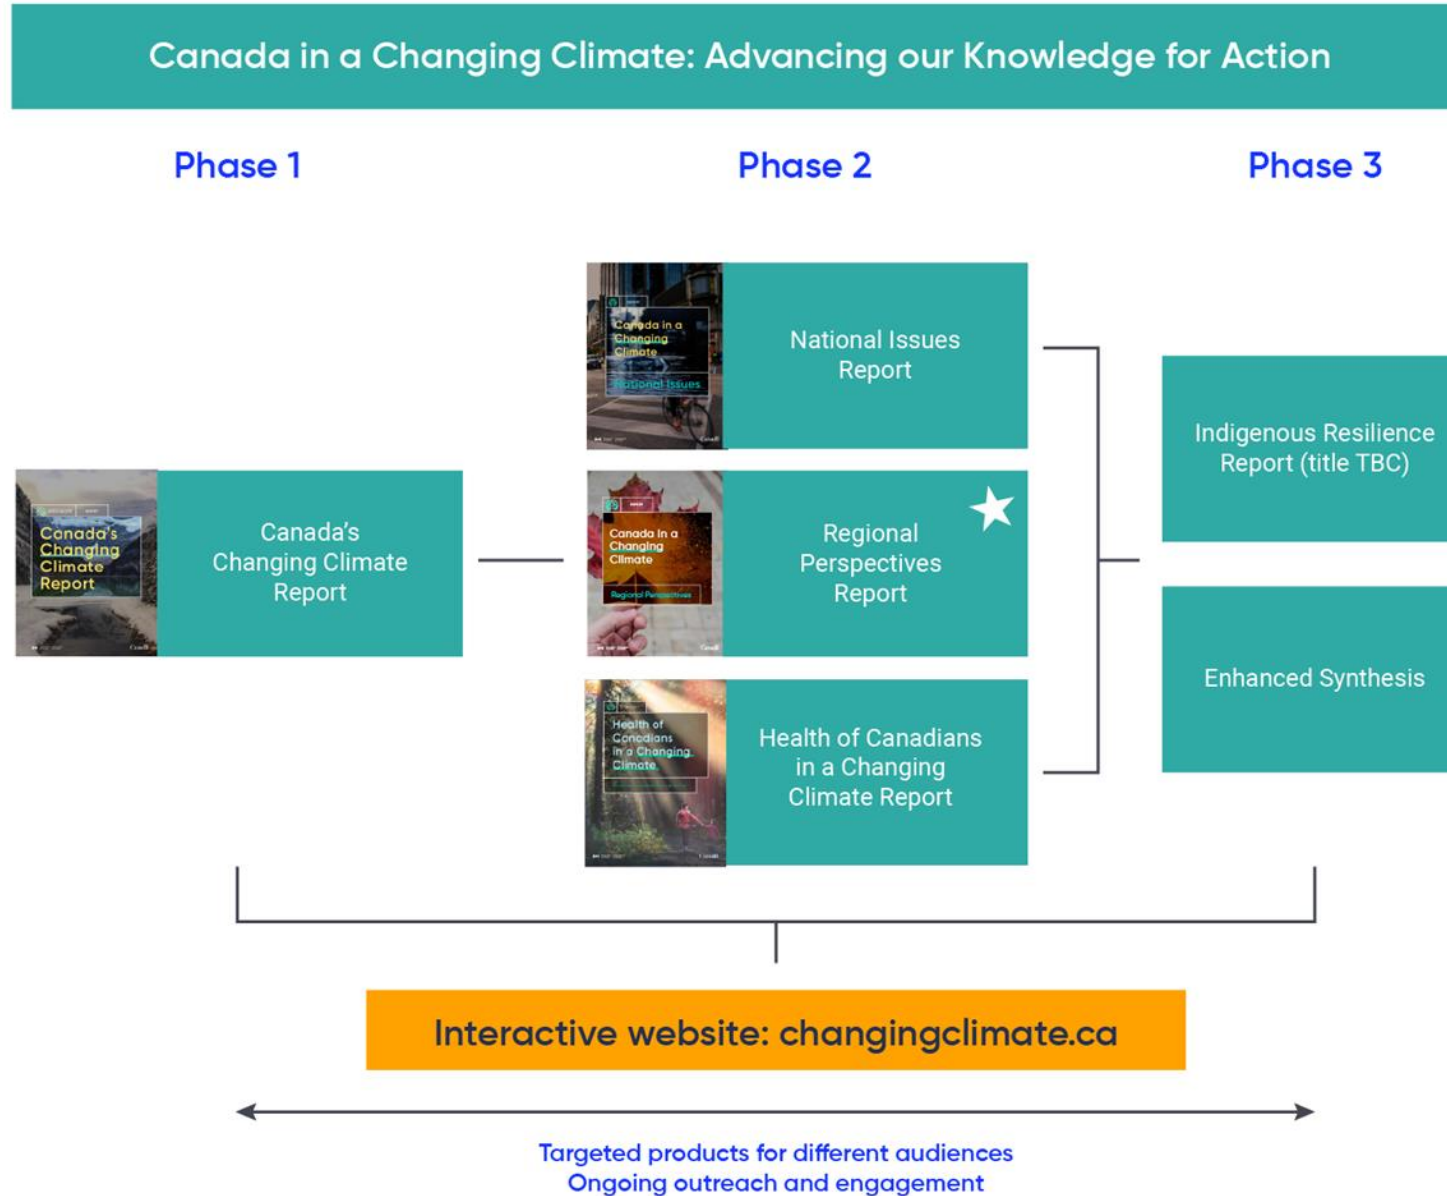 Canada in a Changing Climate: Advancing our Knowledge for Action
Phase 1
Phase 2
Phase 3
Canada's
Changing
Climate
Report
Canada's
Changing Climate
Report
Canada in a
Changing
Climate
National Issues
Canada
National Issues
Report
Canada in a
Changing
Climate
Regional Perspectives
Canada
Regional
Perspectives
Report
Health of
Canadians
in a Changing
Climate
Health of Canadians
in a Changing
Climate Report
Indigenous Resilience
Report (title TBC)
Enhanced Synthesis
Interactive website: changingclimate.ca
Targeted products for different audiences
Ongoing outreach and engagement